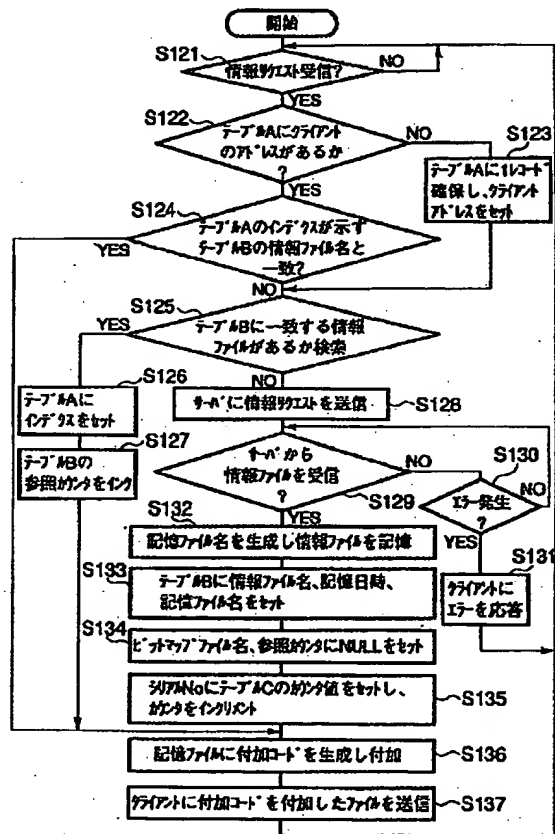 開始
S121
情報リクエスト受信?
NO
YES
S122
テーブルAにクライアント
のアドレスがあるか
?
NO
S123
テーブルAに1レコード
確保し、クライアント
アドレスをセット
YES
S124
テーブルAのインデクスが示す
テーブルBの情報ファイル名と
一致?
YES
NO
S125
テーブルBに一致する情報
ファイルがあるか検索
YES
NO
S126
テーブルAに
インデクスをセット
サーバに情報リクエストを送信
S128
S127
テーブルBの
参照カウンタをインク
サーバから
情報ファイルを受信
?
S129
NO
S130
エラー発生
?
NO
YES
S131
クライアントに
エラーを応答
YES
S132
記憶ファイル名を生成し情報ファイルを記憶
S133
テーブルBに情報ファイル名、記憶日時、
記憶ファイル名をセット
S134
ビットマップファイル名、参照カウンタにNULLをセット
シリアルNoにテーブルCのカウンタ値をセットし、
カウンタをインクリメント
S135
記憶ファイルに付加コードを生成し付加
S136
クライアントに付加コードを付加したファイルを送信
S137